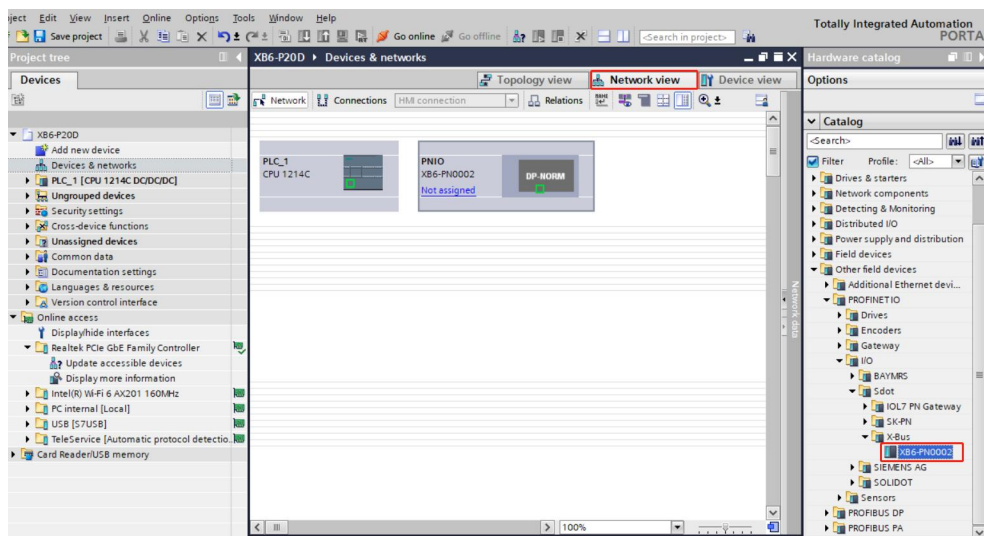 ject Edit View Insert Online Options Tools Window Help
Totally Integrated Automation
PORTA
Save project Go online Go offline <Search in project>
Project tree
XB6-P20D Devices & networks
Hardware catalog
Devices
Topology view Network view Device view
Options
Network Connections HMI connection Relations
Catalog
<Search>
Filter Profile: <All>
XB6-P20D
Add new device
Devices & networks
PLC_1 [CPU 1214C DC/DC/DC]
Ungrouped devices
Security settings
Cross-device functions
Unassigned devices
Common data
Documentation settings
Languages & resources
Version control interface
Online access
Display/hide interfaces
Realtek PCIe GbE Family Controller
Update accessible devices
Display more information
Intel(R) Wi-Fi 6 AX201 160MHz
PC internal [Local]
USB [S7USB]
TeleService [Automatic protocol detectio..
Card Reader/USB memory
PLC_1
CPU 1214C
PNIO
XB6-PN0002
Not assigned
DP-NORM
100%
Network data
Drives & starters
Network components
Detecting & Monitoring
Distributed I/O
Power supply and distribution
Field devices
Other field devices
Additional Ethernet devi...
PROFINET IO
Drives
Encoders
Gateway
I/O
BAYMRS
Sdot
IOL7 PN Gateway
SK-PN
X-Bus
XB6-PN0002
SIEMENS AG
SOLIDOT
Sensors
PROFIBUS DP
PROFIBUS PA